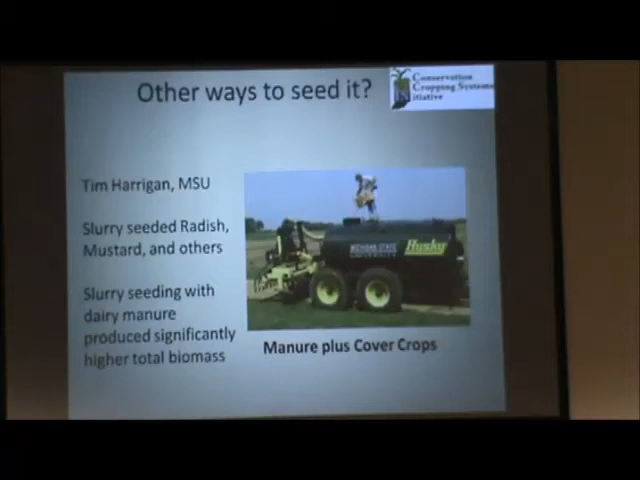 Other ways to seed it?
Conservation
Cropping Systems
itiative
Tim Harrigan, MSU
Slurry seeded Radish,
Mustard, and others
Slurry seeding with
dairy manure
produced significantly
higher total biomass
MICHIGAN STATE
UNIVERSITY
Husky
Manure plus Cover Crops